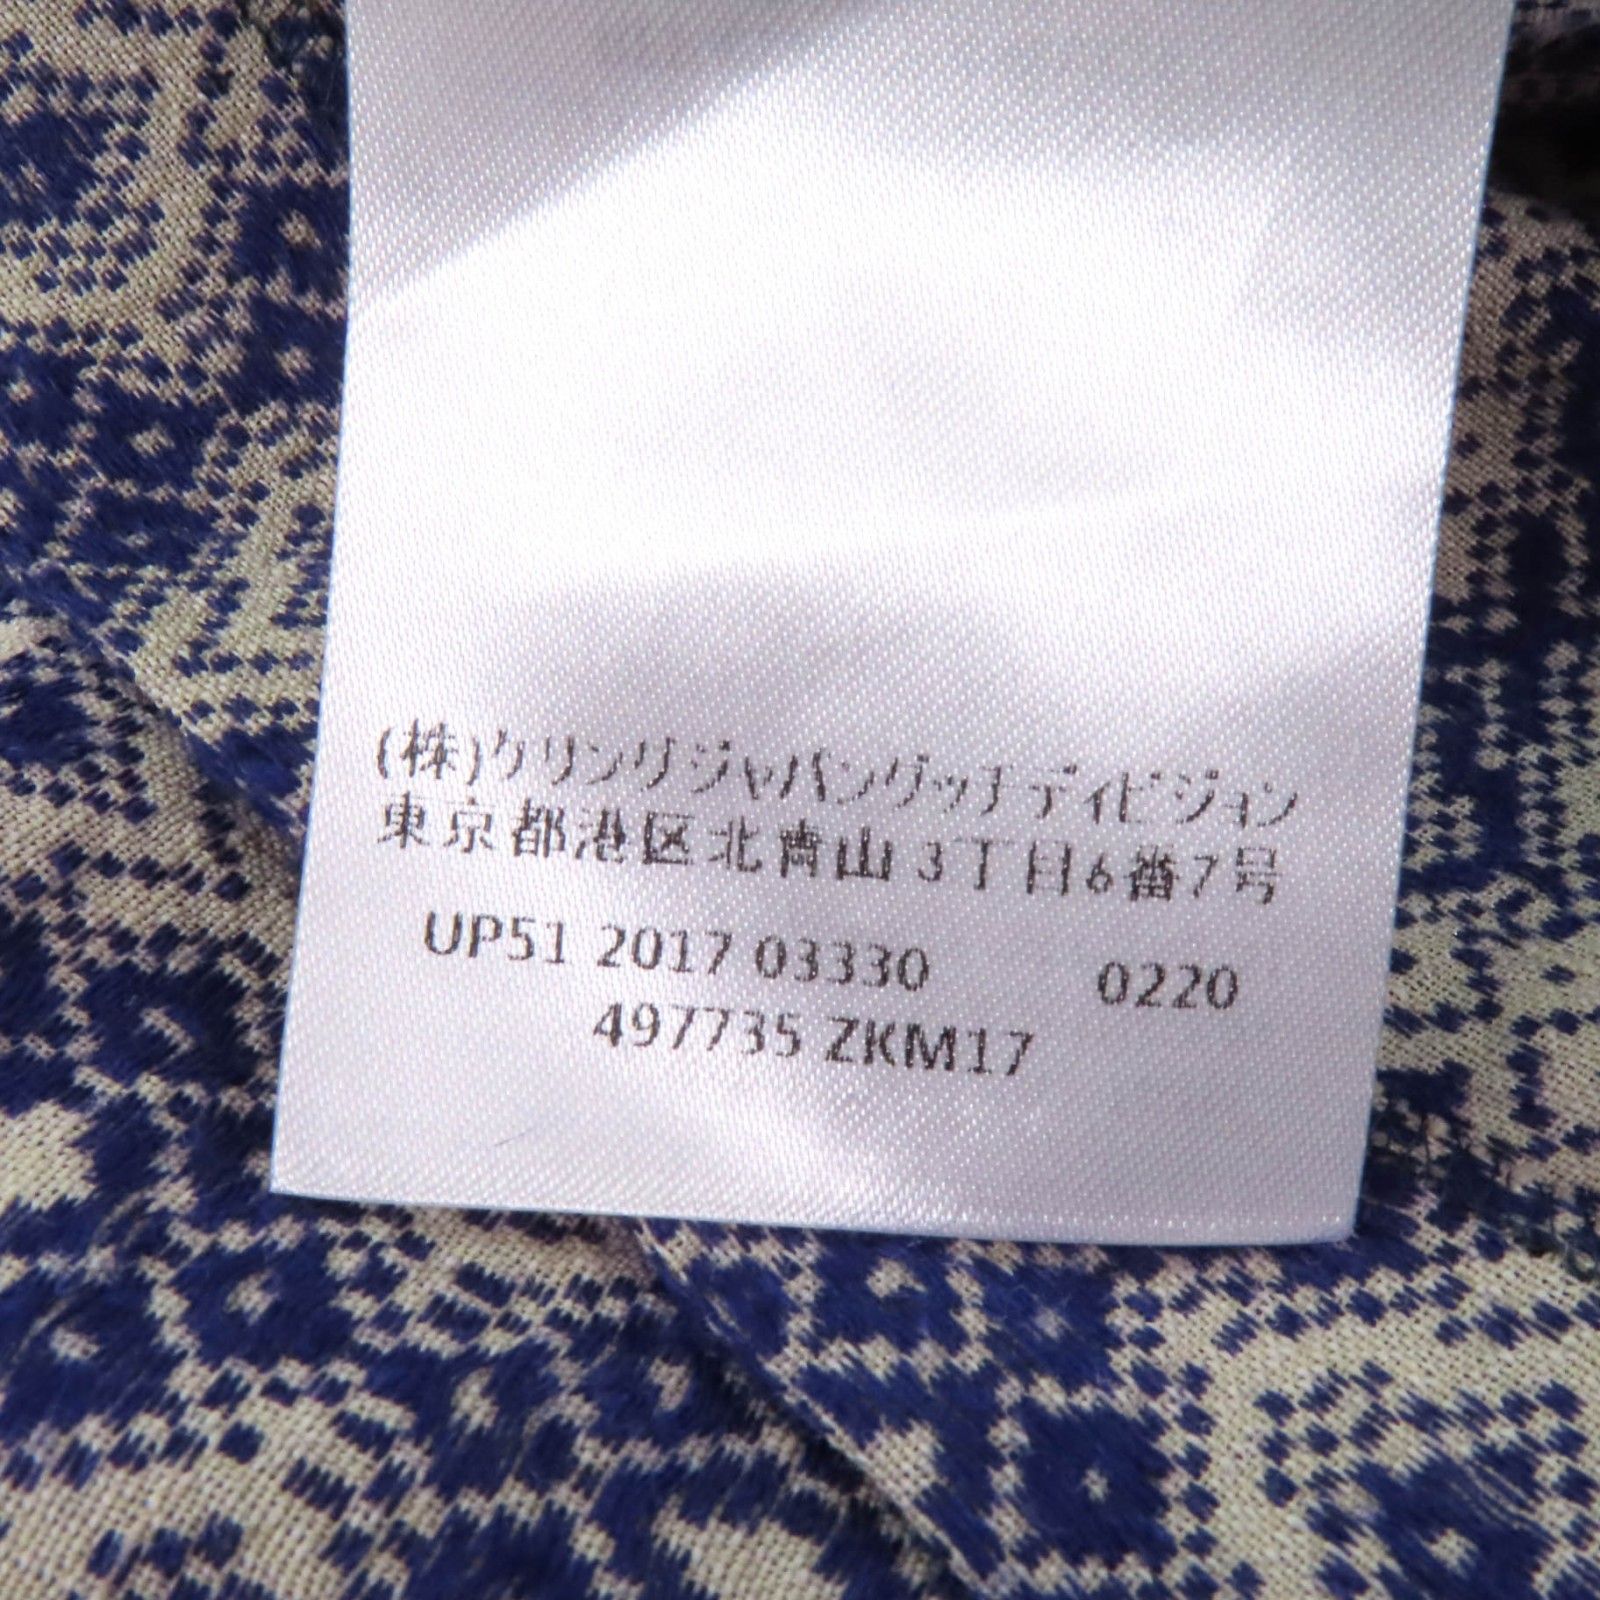 (株)ケリングジャパングッチディビジョン
東京都港区北青山3丁目6番7号
UP51 2017 03330 0220
497735 ZKM17